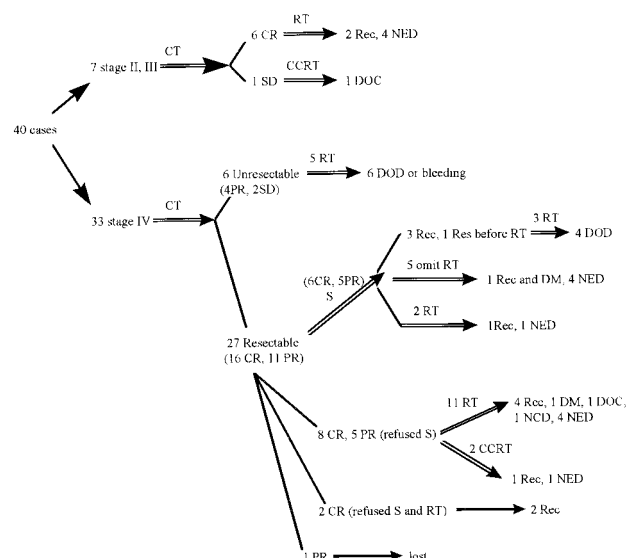 RT
6 CR
2 Rec, 4 NED
CT
7 stage II, III
CCRT
1 SD
1 DOC
40 cases
5 RT
6 Unresectable
(4PR, 2SD)
6 DOD or bleeding
CT
33 stage IV
3 RT
3 Rec, 1 Res before RT
4 DOD
5 omit RT
(6CR, 5PR)
S
1 Rec and DM, 4 NED
2 RT
1Rec, 1 NED
27 Resectable
(16 CR, 11 PR)
11 RT
4 Rec, 1 DM, 1 DOC,
1 NCD, 4 NED
8 CR, 5 PR (refused S)
2 CCRT
1 Rec, 1 NED
2 CR (refused S and RT)
2 Rec
1 PR
lost